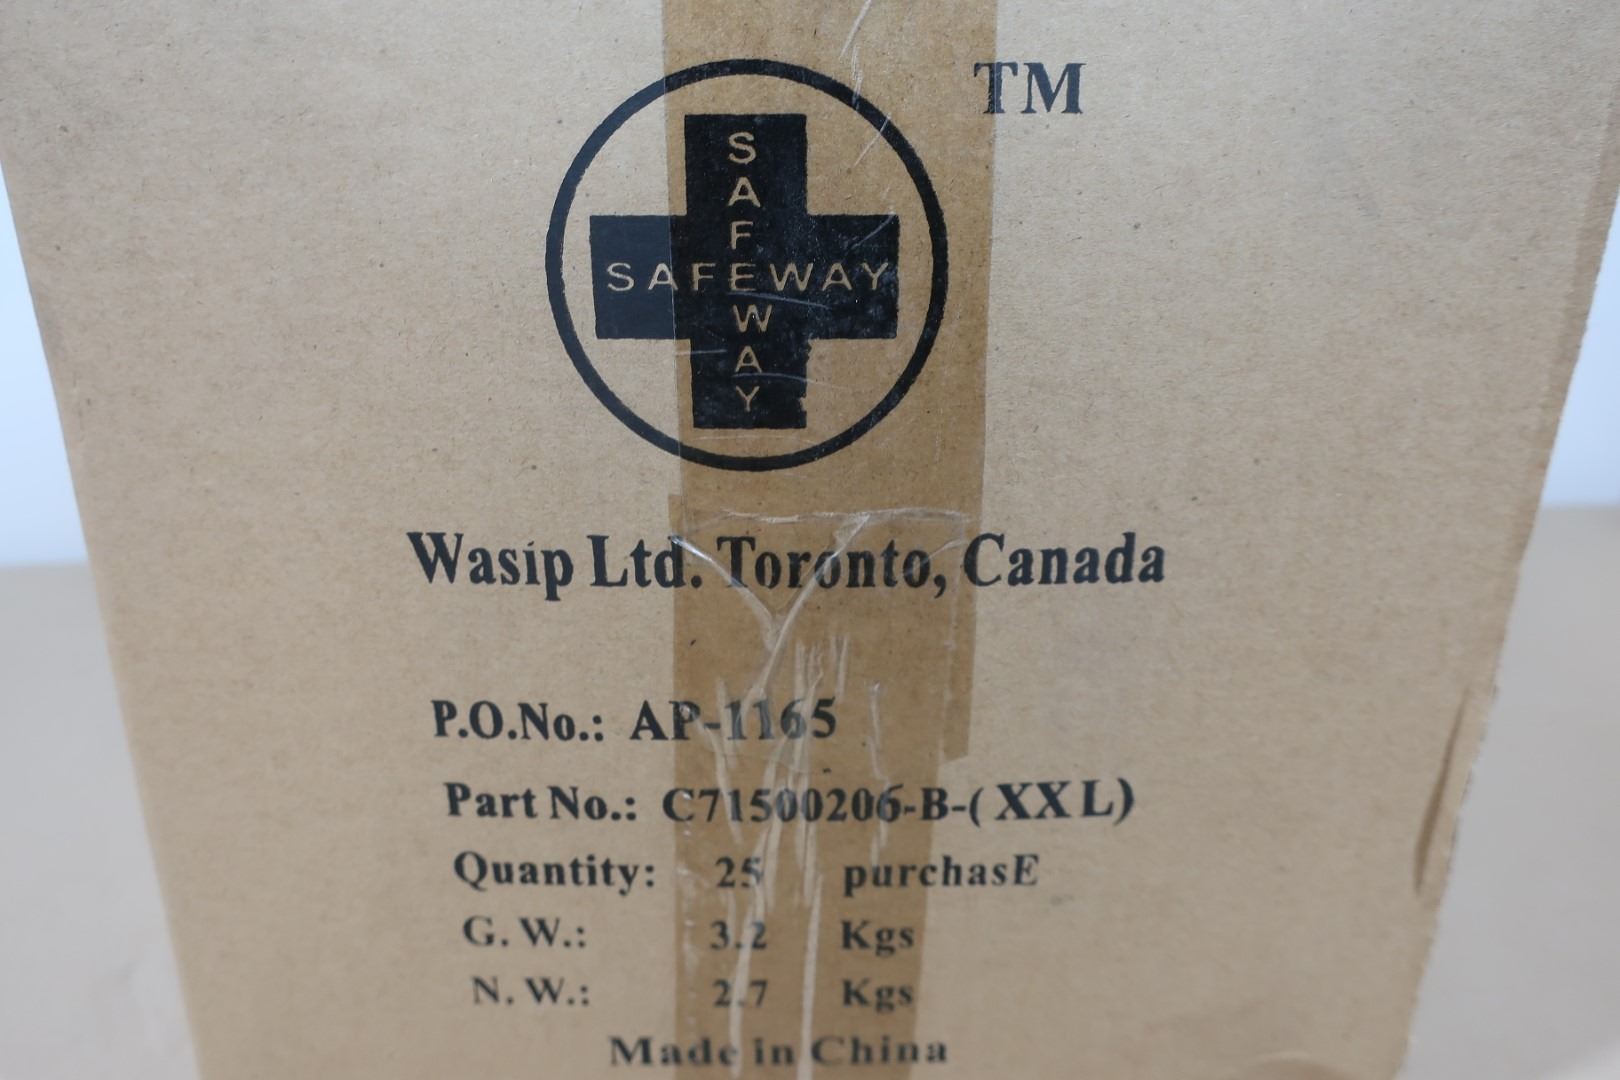 TM
SAFEWAY
SAFEWAY
Wasip Ltd. Toronto, Canada
P.O.No.: AP-1165
Part No.: C71500206-B-(XXL)
Quantity: 25 purchasE
G. W.: 3.2 Kgs
N. W.: 2.7 Kgs
Made in China